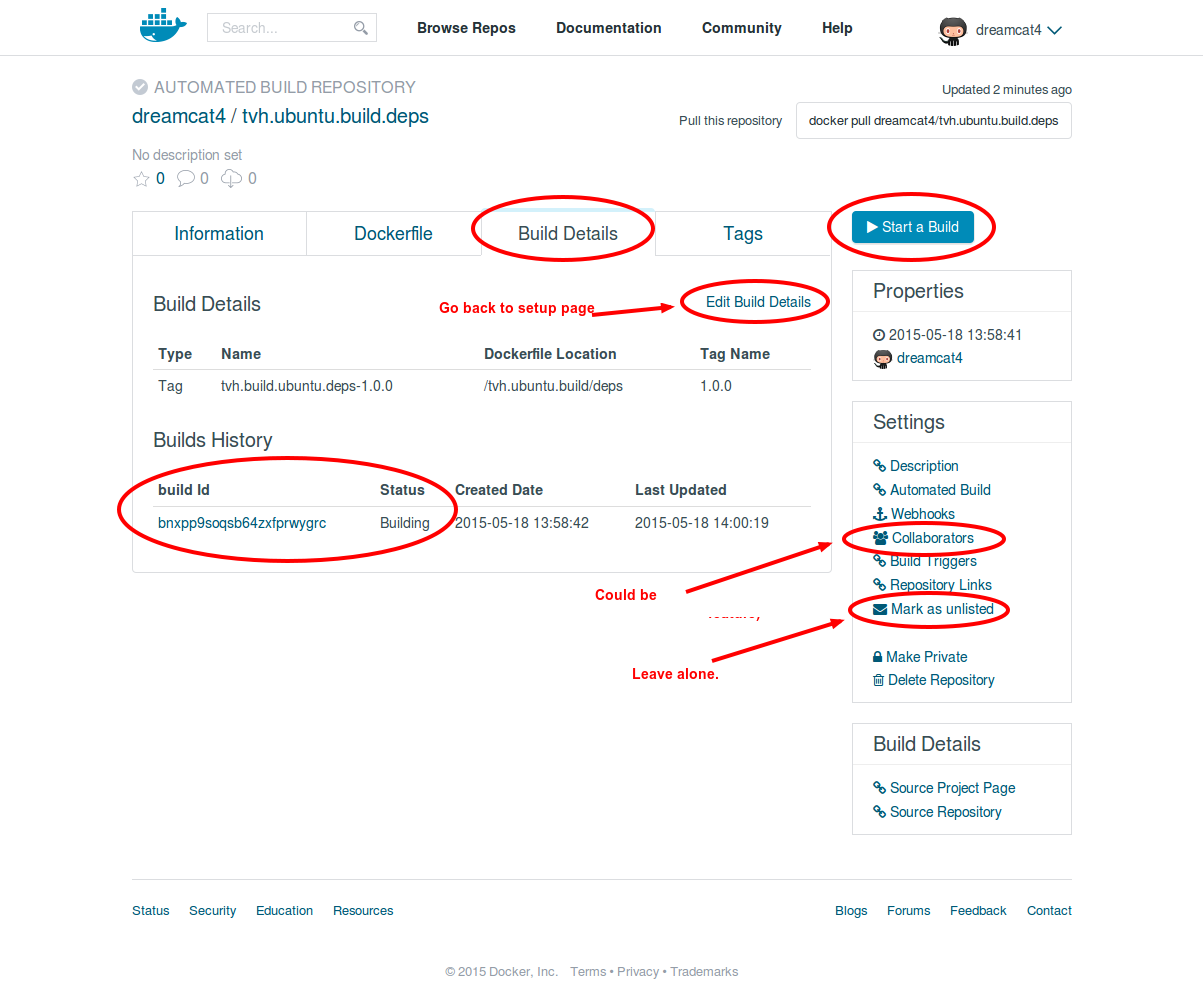 Search...
Browse Repos Documentation Community Help
dreamcat4
AUTOMATED BUILD REPOSITORY
Updated 2 minutes ago
dreamcat4 / tvh.ubuntu.build.deps
Pull this repository docker pull dreamcat4/tvh.ubuntu.build.deps
No description set
0 0 0
Information Dockerfile Build Details Tags
Start a Build
Build Details
Go back to setup page
Edit Build Details
Type Name Dockerfile Location Tag Name
Tag tvh.build.ubuntu.deps-1.0.0 /tvh.ubuntu.build/deps 1.0.0
Builds History
build Id Status Created Date Last Updated
bnxpp9soqsb64zxfprwygrc Building 2015-05-18 13:58:42 2015-05-18 14:00:19
Could be
Leave alone.
Properties
2015-05-18 13:58:41
dreamcat4
Settings
Description
Automated Build
Webhooks
Collaborators
Build Triggers
Repository Links
Mark as unlisted
Make Private
Delete Repository
Build Details
Source Project Page
Source Repository
Status Security Education Resources
Blogs Forums Feedback Contact
© 2015 Docker, Inc. Terms • Privacy • Trademarks